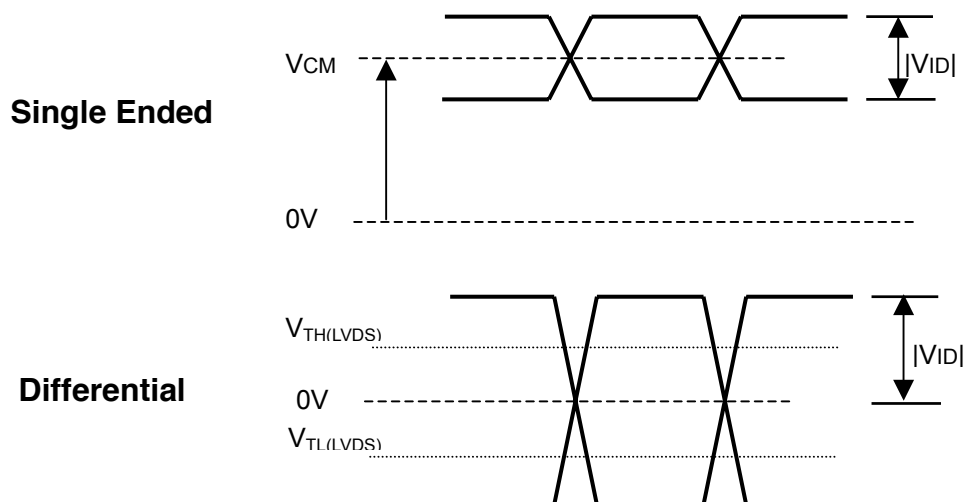 VCM
|VID|
Single Ended
0V
VTH(LVDS)
|VID|
Differential
0V
VTL(LVDS)